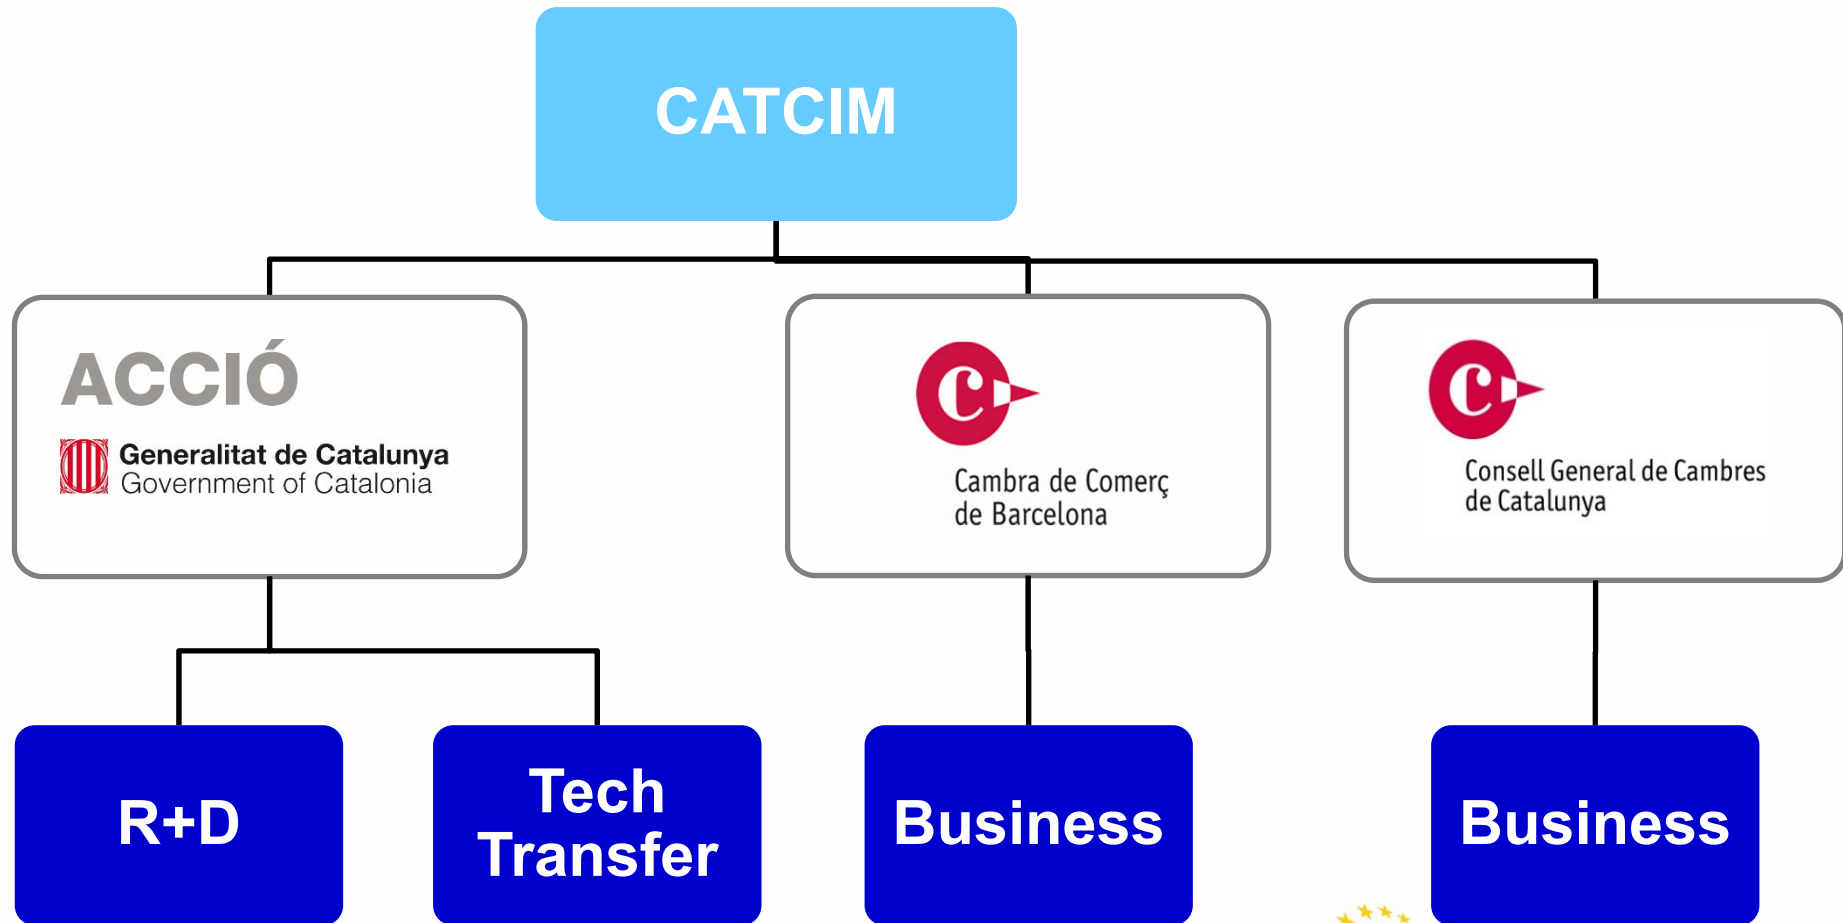 CATCIM
ACCIÓ
Generalitat de Catalunya
Government of Catalonia
Cambra de Comerç
de Barcelona
Consell General de Cambres
de Catalunya
R+D
Tech
Transfer
Business
Business